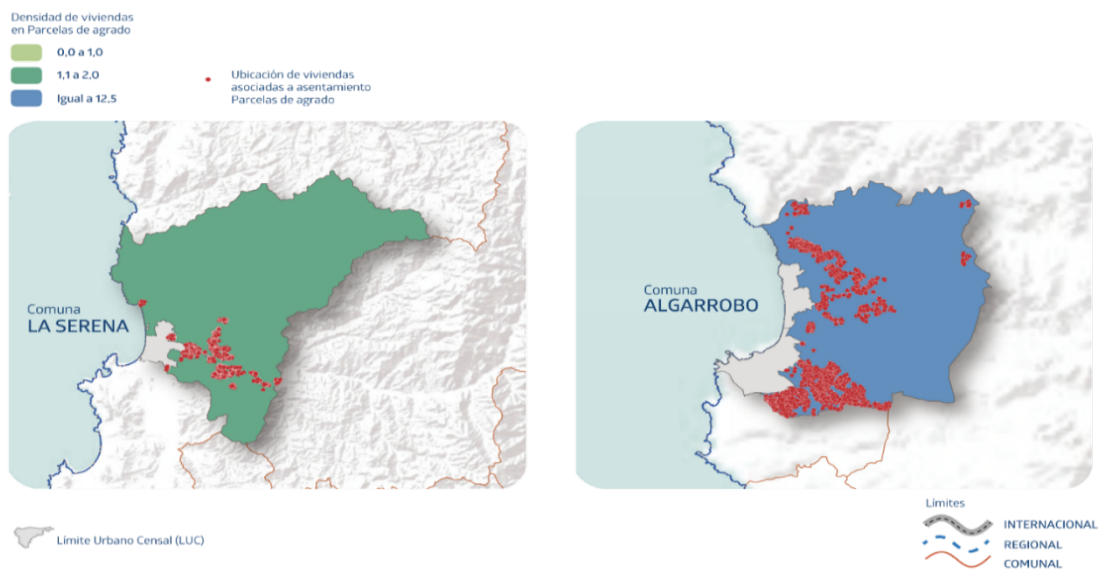 Densidad de viviendas
en Parcelas de agrado
0,0 a 1,0
1,1 a 2,0
Igual a 12,5
Ubicación de viviendas
asociadas a asentamiento
Parcelas de agrado
Comuna
LA SERENA
Comuna
ALGARROBO
Límite Urbano Censal (LUC)
Límites
INTERNACIONAL
REGIONAL
COMUNAL